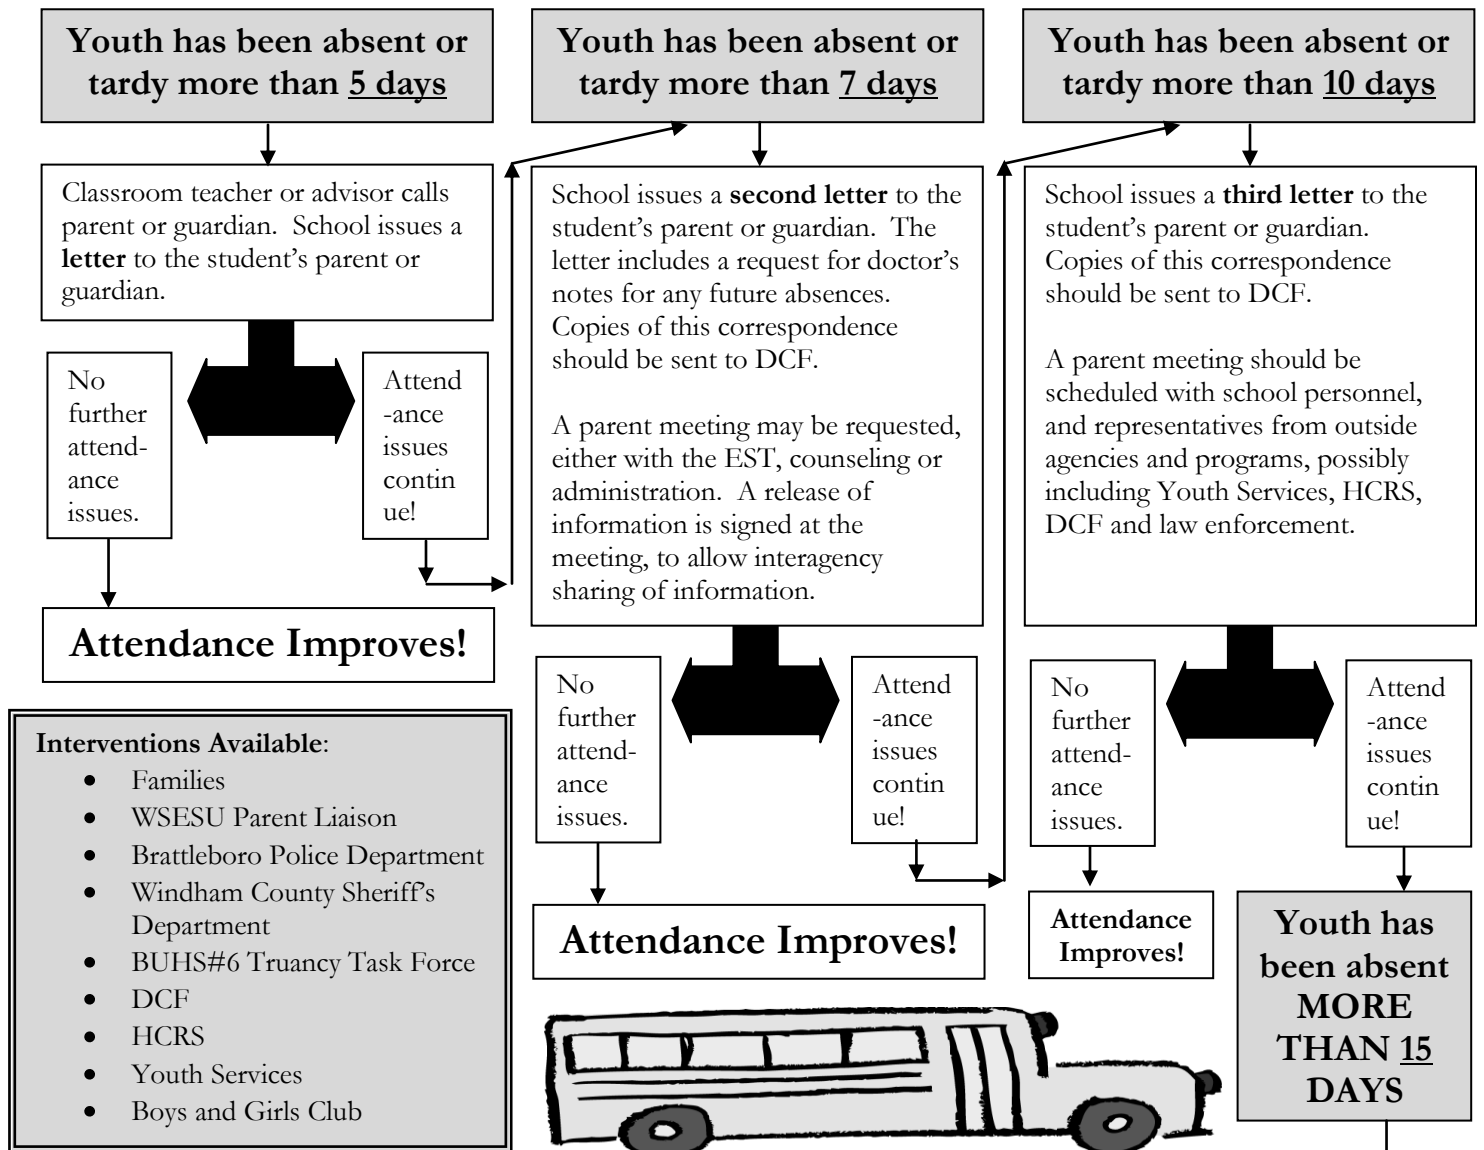 Youth has been absent or
tardy more than 5 days
Classroom teacher or advisor calls
parent or guardian.  School issues a
letter to the student's parent or
guardian.
No
further
attend-
ance
issues.
Attend
-ance
issues
contin
ue!
Attendance Improves!
Interventions Available:
• Families
• WSESU Parent Liaison
• Brattleboro Police Department
• Windham County Sheriff's
Department
• BUHS#6 Truancy Task Force
• DCF
• HCRS
• Youth Services
• Boys and Girls Club
Youth has been absent or
tardy more than 7 days
School issues a second letter to the
student's parent or guardian.  The
letter includes a request for doctor's
notes for any future absences.
Copies of this correspondence
should be sent to DCF.
A parent meeting may be requested,
either with the EST, counseling or
administration.  A release of
information is signed at the
meeting, to allow interagency
sharing of information.
No
further
attend-
ance
issues.
Attend
-ance
issues
contin
ue!
Attendance Improves!
Youth has been absent or
tardy more than 10 days
School issues a third letter to the
student's parent or guardian.
Copies of this correspondence
should be sent to DCF.
A parent meeting should be
scheduled with school personnel,
and representatives from outside
agencies and programs, possibly
including Youth Services, HCRS,
DCF and law enforcement.
No
further
attend-
ance
issues.
Attend
-ance
issues
contin
ue!
Attendance
Improves!
Youth has
been absent
MORE
THAN 15
DAYS